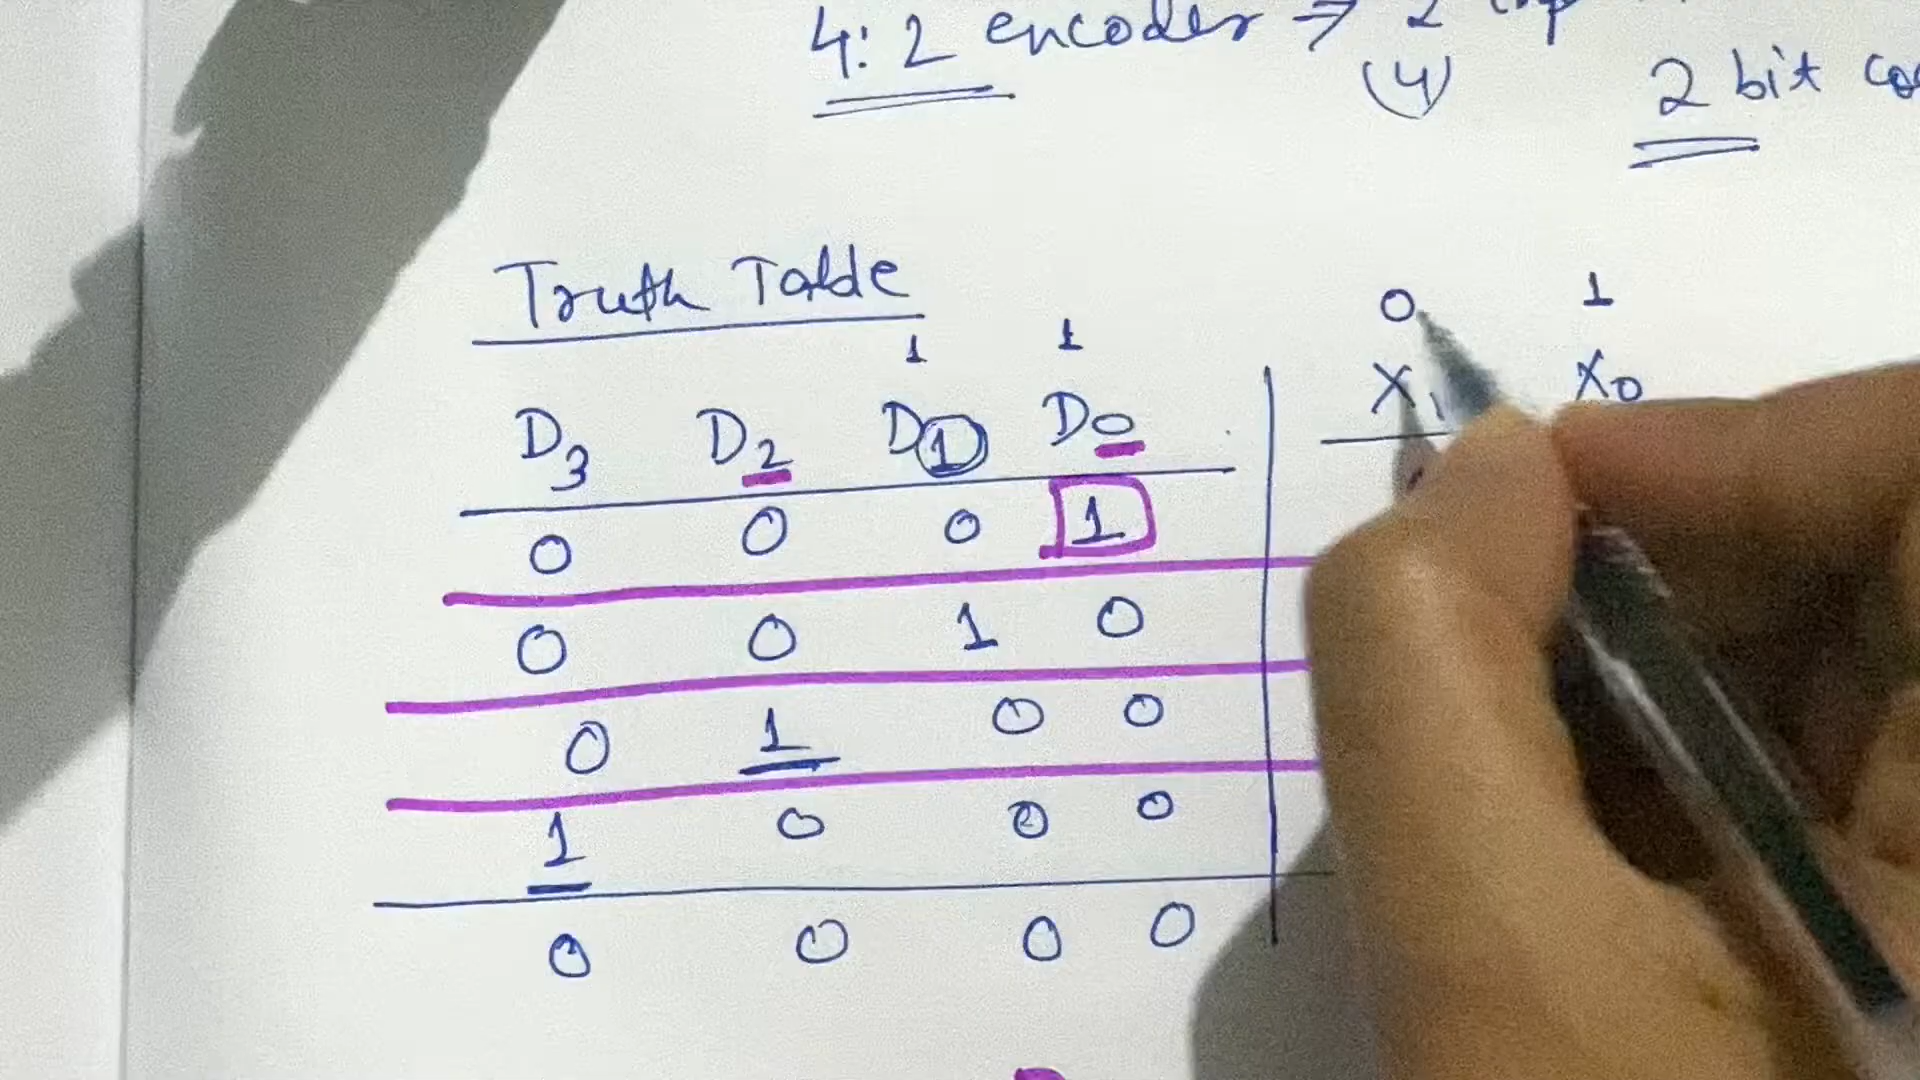 4:2 encoder ⇒ 2
(4)
2 bit
Truth Table
0 1
1 1
X1 X0
D3 D2 D1 D0
0 0 0 1
0 0 1 0
0 1 0 0
1 0 0 0
0 0 0 0